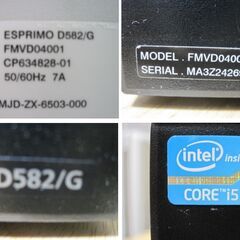 ESPRIMO D582/G
FMVD04001
CP634828-01
50/60Hz 7A
MJD-ZX-6503-000
MODEL. FMVD0400
SERIAL. MA3Z2426
D582/G
intel inside
CORE i5